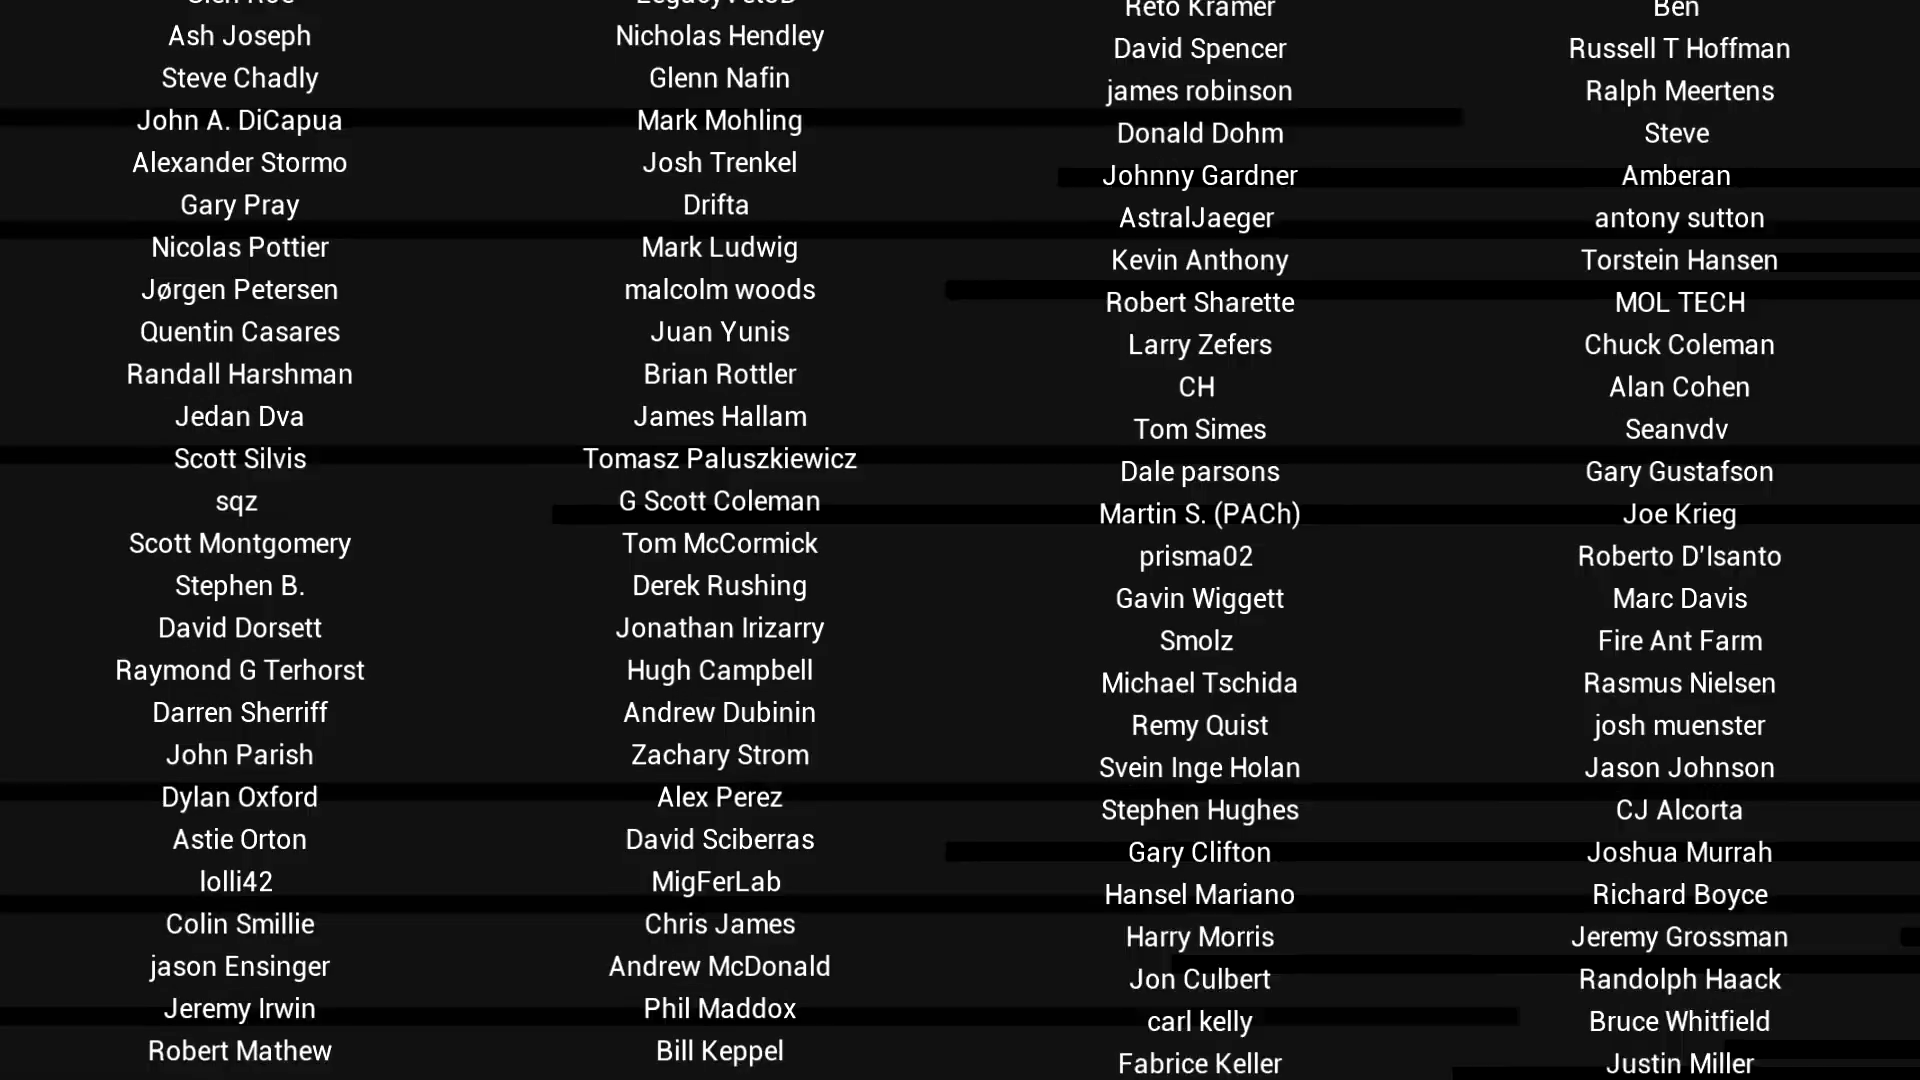 Ash Joseph
Steve Chadly
John A. DiCapua
Alexander Stormo
Gary Pray
Nicolas Pottier
Jørgen Petersen
Quentin Casares
Randall Harshman
Jedan Dva
Scott Silvis
sqz
Scott Montgomery
Stephen B.
David Dorsett
Raymond G Terhorst
Darren Sherriff
John Parish
Dylan Oxford
Astie Orton
lolli42
Colin Smillie
jason Ensinger
Jeremy Irwin
Robert Mathew
Nicholas Hendley
Glenn Nafin
Mark Mohling
Josh Trenkel
Drifta
Mark Ludwig
malcolm woods
Juan Yunis
Brian Rottler
James Hallam
Tomasz Paluszkiewicz
G Scott Coleman
Tom McCormick
Derek Rushing
Jonathan Irizarry
Hugh Campbell
Andrew Dubinin
Zachary Strom
Alex Perez
David Sciberras
MigFerLab
Chris James
Andrew McDonald
Phil Maddox
Bill Keppel
Reto Kramer
David Spencer
james robinson
Donald Dohm
Johnny Gardner
AstralJaeger
Kevin Anthony
Robert Sharette
Larry Zefers
CH
Tom Simes
Dale parsons
Martin S. (PACh)
prisma02
Gavin Wiggett
Smolz
Michael Tschida
Remy Quist
Svein Inge Holan
Stephen Hughes
Gary Clifton
Hansel Mariano
Harry Morris
Jon Culbert
carl kelly
Fabrice Keller
Ben
Russell T Hoffman
Ralph Meertens
Steve
Amberan
antony sutton
Torstein Hansen
MOL TECH
Chuck Coleman
Alan Cohen
Seanvdv
Gary Gustafson
Joe Krieg
Roberto D'Isanto
Marc Davis
Fire Ant Farm
Rasmus Nielsen
josh muenster
Jason Johnson
CJ Alcorta
Joshua Murrah
Richard Boyce
Jeremy Grossman
Randolph Haack
Bruce Whitfield
Justin Miller